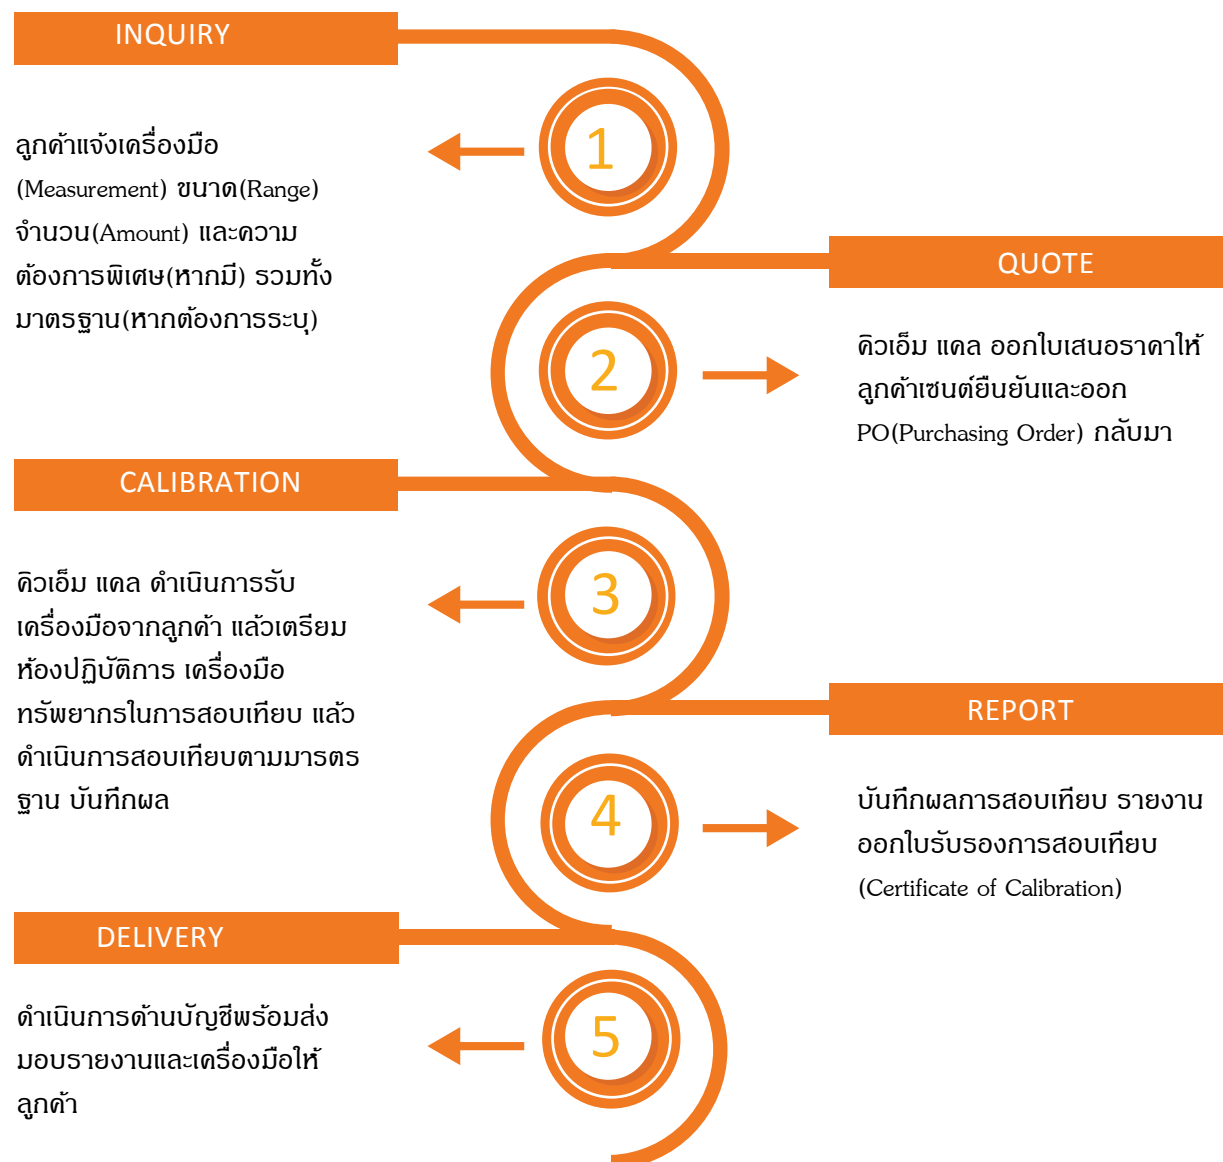 INQUIRY
1
ลูกค้าแจ้งเครื่องมือ
(Measurement) ขนาด(Range)
จำนวน(Amount) และความ
ต้องการพิเศษ(หากมี) รวมทั้ง
มาตรฐาน(หากต้องการระบุ)
QUOTE
2
คิวเอ็ม แคล ออกใบเสนอราคาให้
ลูกค้าเซนต์ยืนยันและออก
PO(Purchasing Order) กลับมา
CALIBRATION
3
คิวเอ็ม แคล ดำเนินการรับ
เครื่องมือจากลูกค้า แล้วเตรียม
ห้องปฏิบัติการ เครื่องมือ
ทรัพยากรในการสอบเทียบ แล้ว
ดำเนินการสอบเทียบตามมารตร
ฐาน บันทึกผล
REPORT
4
บันทึกผลการสอบเทียบ รายงาน
ออกใบรับรองการสอบเทียบ
(Certificate of Calibration)
DELIVERY
5
ดำเนินการด้านบัญชีพร้อมส่ง
มอบรายงานและเครื่องมือให้
ลูกค้า